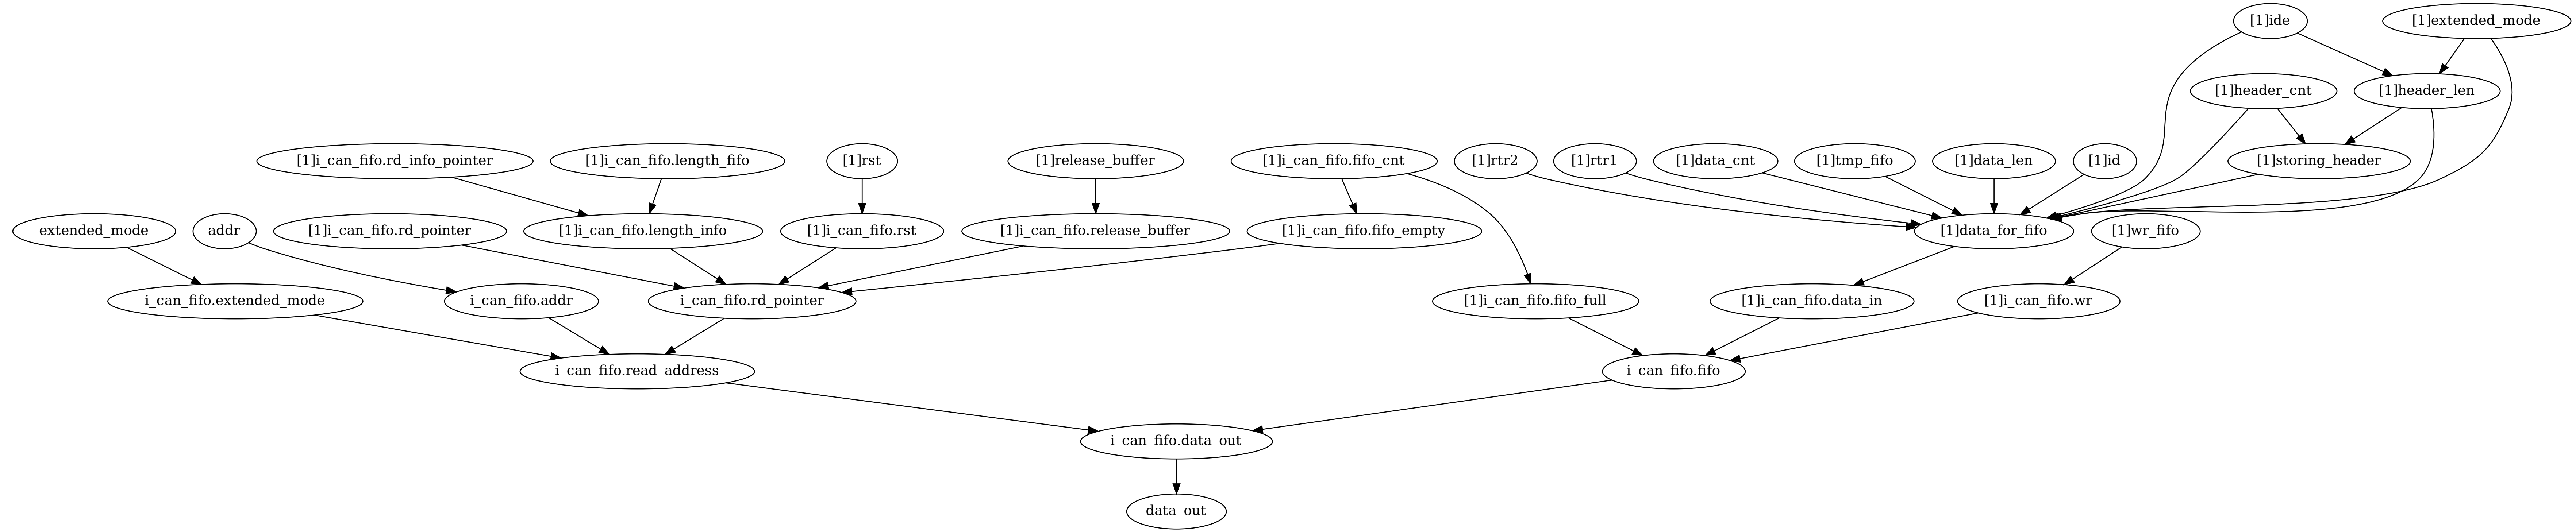 [1]ide
[1]extended_mode
[1]header_cnt
[1]header_len
[1]i_can_fifo.rd_info_pointer
[1]i_can_fifo.length_fifo
[1]rst
[1]release_buffer
[1]i_can_fifo.fifo_cnt
[1]rtr2
[1]rtr1
[1]data_cnt
[1]tmp_fifo
[1]data_len
[1]id
[1]storing_header
extended_mode
addr
[1]i_can_fifo.rd_pointer
[1]i_can_fifo.length_info
[1]i_can_fifo.rst
[1]i_can_fifo.release_buffer
[1]i_can_fifo.fifo_empty
[1]data_for_fifo
[1]wr_fifo
i_can_fifo.extended_mode
i_can_fifo.addr
i_can_fifo.rd_pointer
[1]i_can_fifo.fifo_full
[1]i_can_fifo.data_in
[1]i_can_fifo.wr
i_can_fifo.read_address
i_can_fifo.fifo
i_can_fifo.data_out
data_out